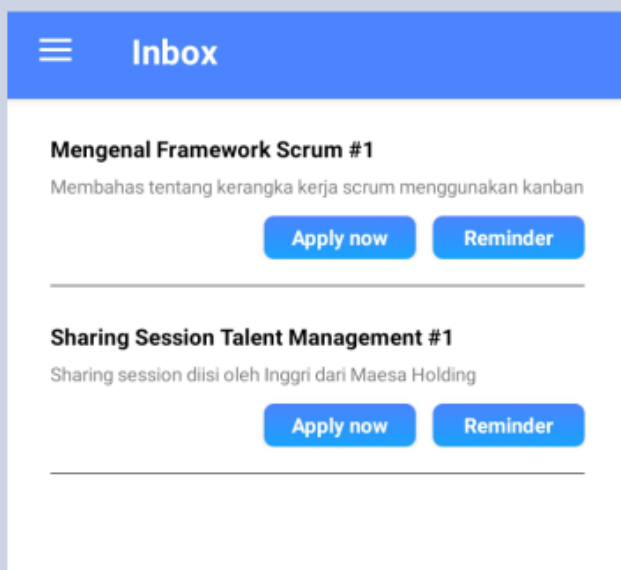 Inbox
Mengenal Framework Scrum #1
Membahas tentang kerangka kerja scrum menggunakan kanban
Apply now Reminder
Sharing Session Talent Management #1
Sharing session diisi oleh Inggri dari Maesa Holding
Apply now Reminder